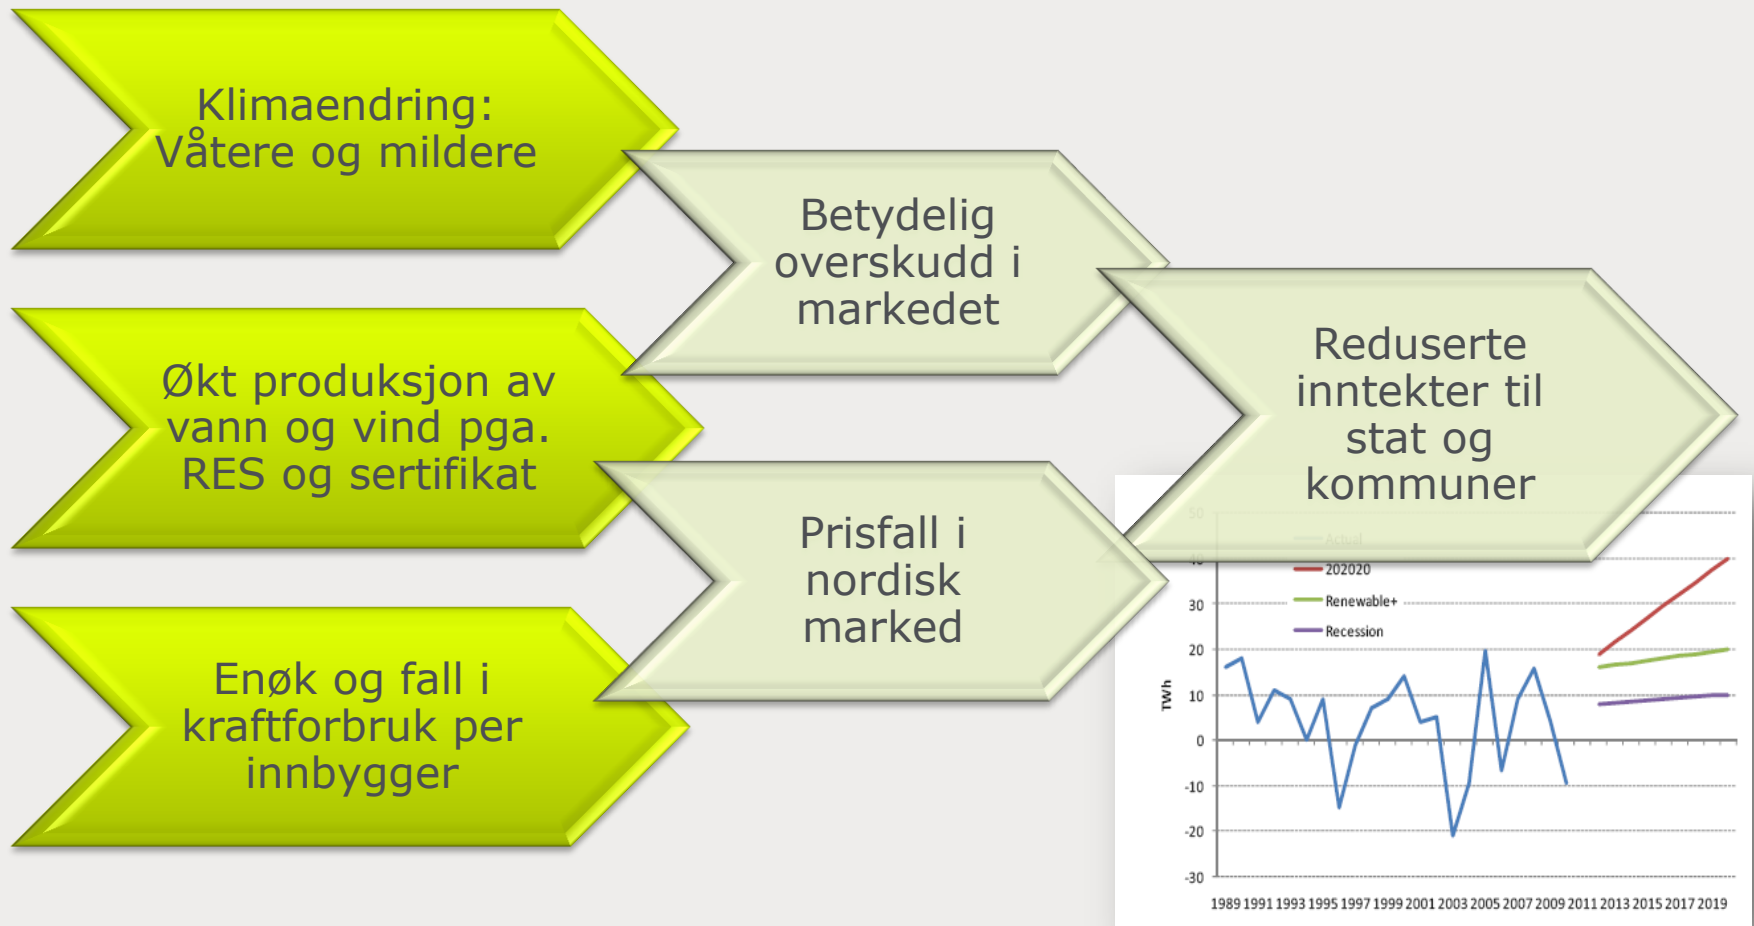 Klimaendring:
Våtere og mildere
Økt produksjon av
vann og vind pga.
RES og sertifikat
Enøk og fall i
kraftforbruk per
innbygger
Betydelig
overskudd i
markedet
Prisfall i
nordisk
marked
Reduserte
inntekter til
stat og
kommuner
50
Actual
40
202020
30
Renewable+
Recession
20
TWh
10
0
-10
-20
-30
1989 1991 1993 1995 1997 1999 2001 2003 2005 2007 2009 2011 2013 2015 2017 2019